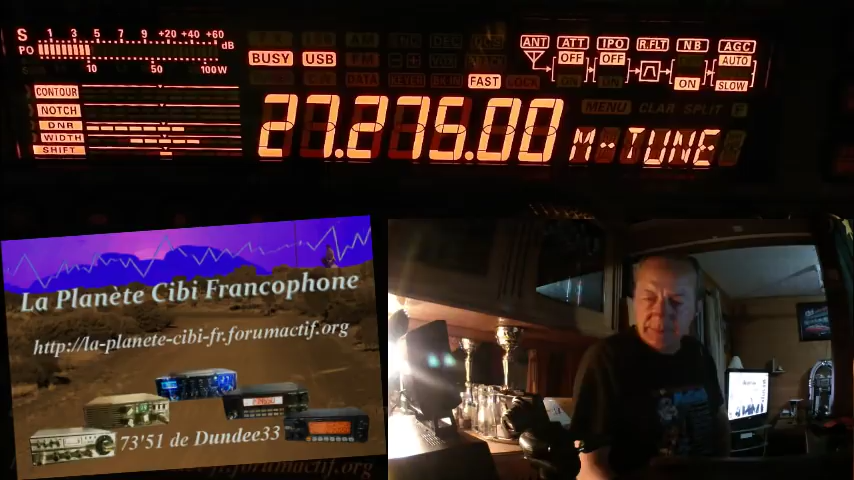 S 1 3 5 7 9 +20 +40 +60 dB
PO
10 50 100 W
BUSY USB
FAST
ANT ATT IPO R.FLT NB AGC
OFF OFF AUTO
ON SLOW
CONTOUR
NOTCH
DNR
WIDTH
SHIFT
MENU CLAR SPLIT
27.275.00 M-TUNE
La Planète Cibi Francophone
http://la-planete-cibi-fr.forumactif.org
73'51 de Dundee33